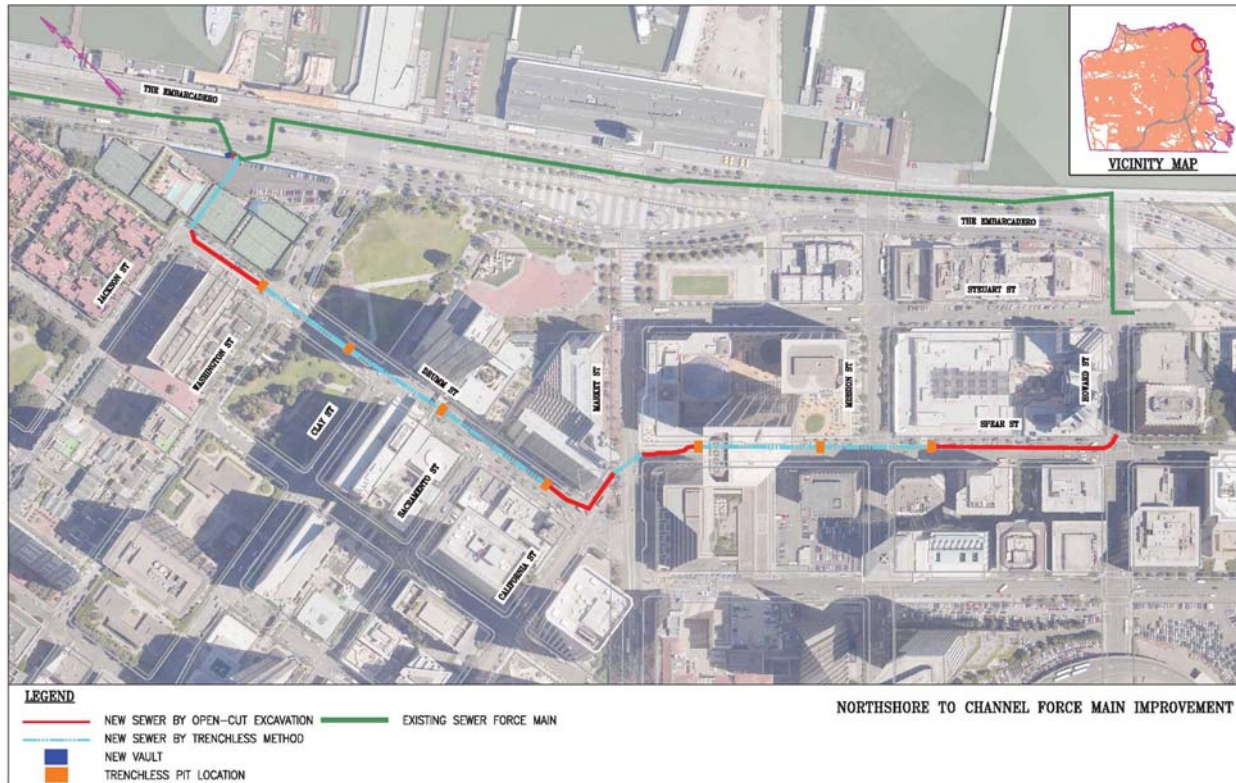 THE EMBARCADERO
VICINITY MAP
THE EMBARCADERO
JACKSON ST
STEUART ST
WASHINGTON ST
DRUMM ST
MARKET ST
MISSION ST
HOWARD ST
CLAY ST
SPEAR ST
SACRAMENTO ST
CALIFORNIA ST
LEGEND
NEW SEWER BY OPEN-CUT EXCAVATION
EXISTING SEWER FORCE MAIN
NEW SEWER BY TRENCHLESS METHOD
NEW VAULT
TRENCHLESS PIT LOCATION
NORTHSHORE TO CHANNEL FORCE MAIN IMPROVEMENT